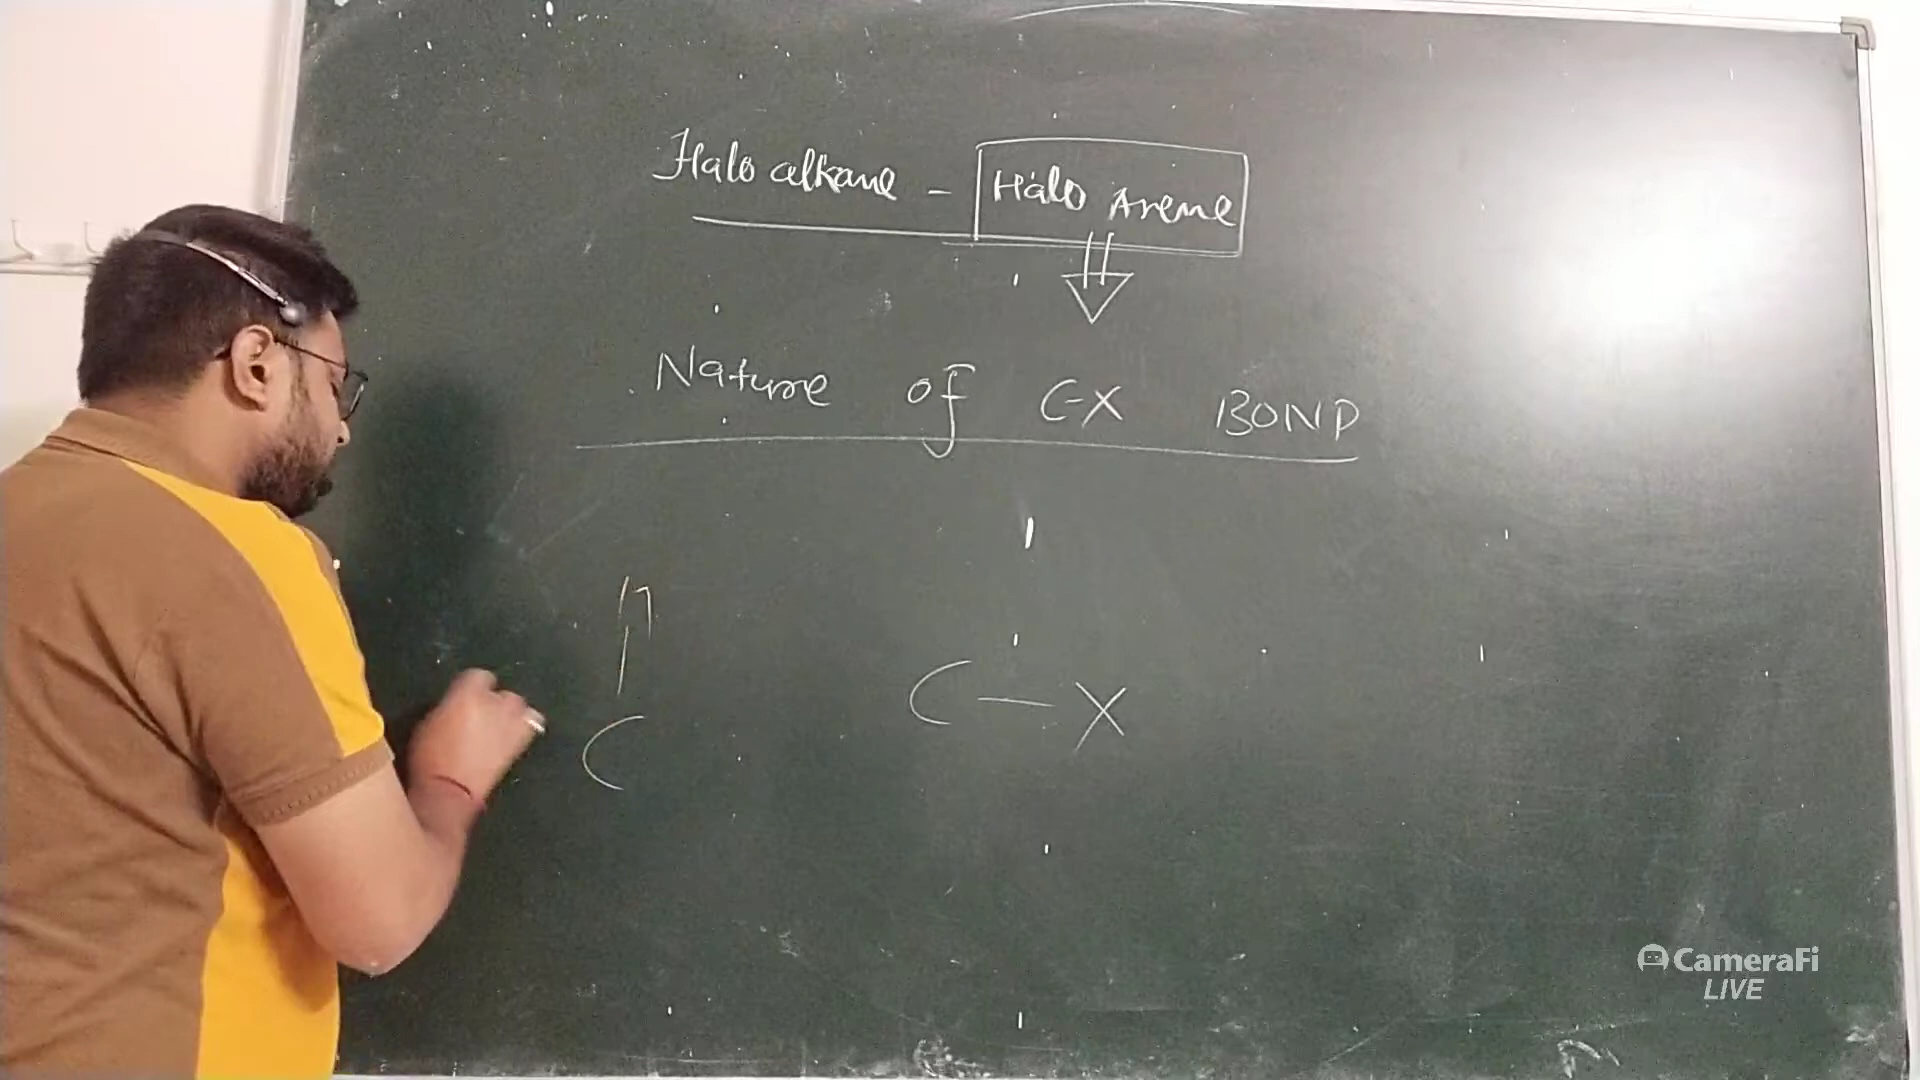 Halo alkane - Halo Arene
Nature of C-X BOND
H
C
C - X
CameraFi
LIVE